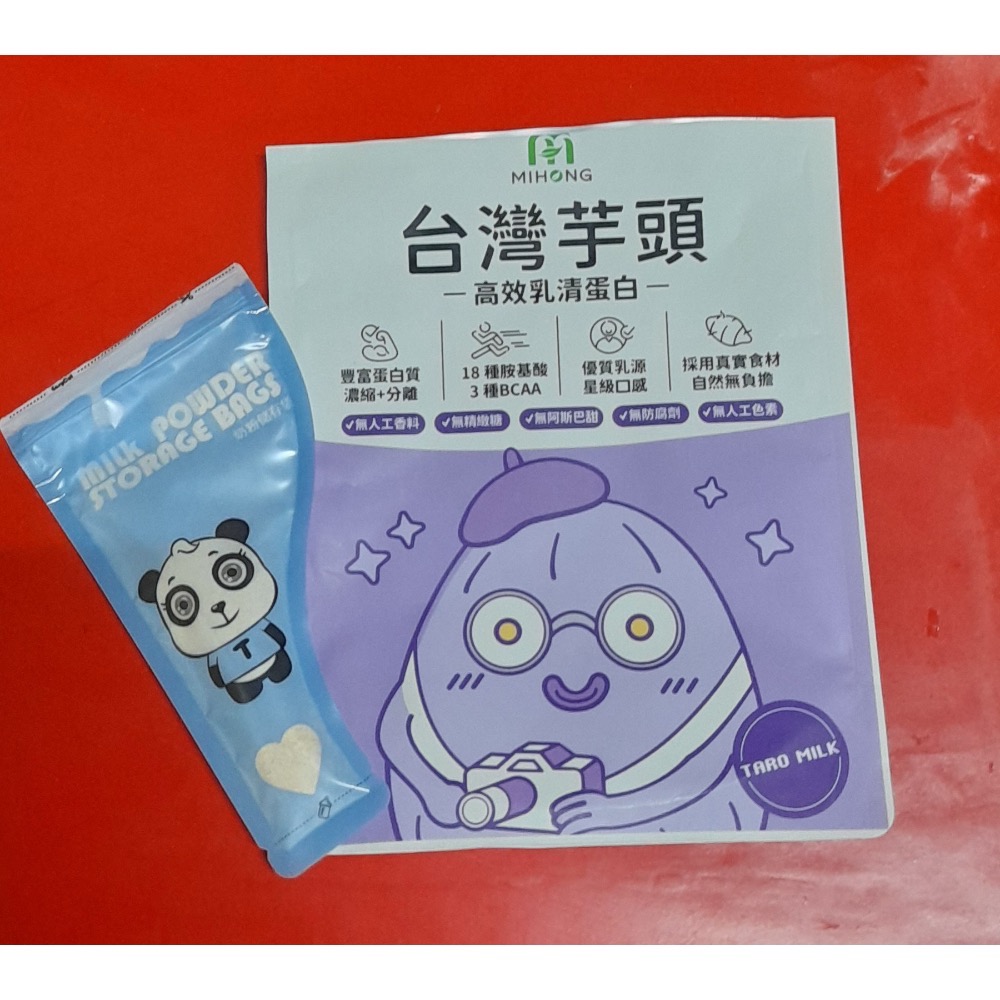 MIHONG
台灣芋頭
高效乳清蛋白
豐富蛋白質
濃縮+分離
18 種胺基酸
3 種BCAA
優質乳源
星級口感
採用真實食材
自然無負擔
✓無人工香料
✓無精緻糖
✓無阿斯巴甜
✓無防腐劑
✓無人工色素
TARO MILK
MILK POWDER
STORAGE BAGS
奶粉儲存袋
T